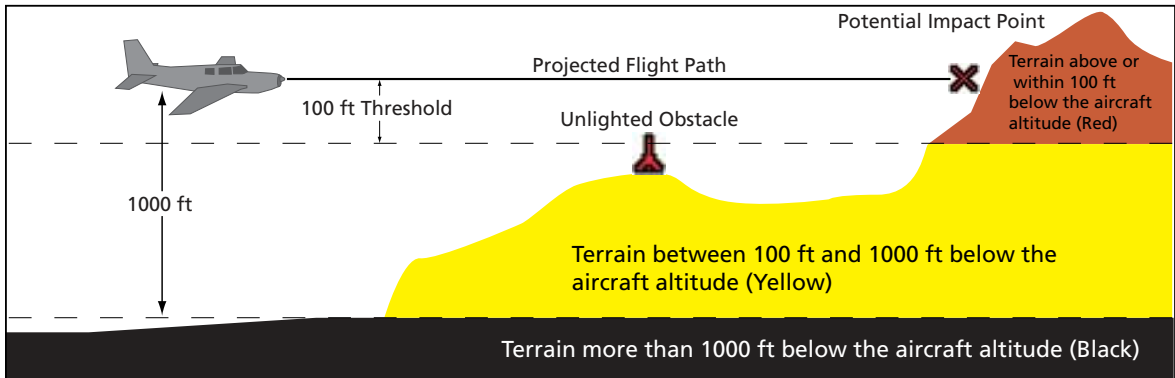 Potential Impact Point
Projected Flight Path
Terrain above or
within 100 ft
below the aircraft
altitude (Red)
100 ft Threshold
Unlighted Obstacle
1000 ft
Terrain between 100 ft and 1000 ft below the
aircraft altitude (Yellow)
Terrain more than 1000 ft below the aircraft altitude (Black)